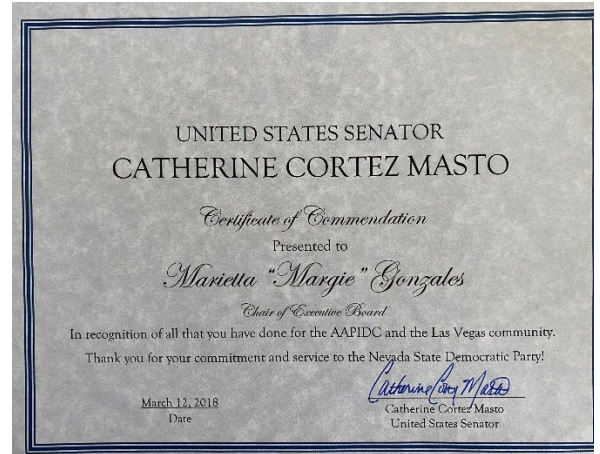 UNITED STATES SENATOR
CATHERINE CORTEZ MASTO
Certificate of Commendation
Presented to
Marietta "Margie" Gonzales
Chair of Executive Board
In recognition of all that you have done for the AAPIDC and the Las Vegas community.
Thank you for your commitment and service to the Nevada State Democratic Party!
Catherine Cortez Masto
March 12, 2018
Date
Catherine Cortez Masto
United States Senator